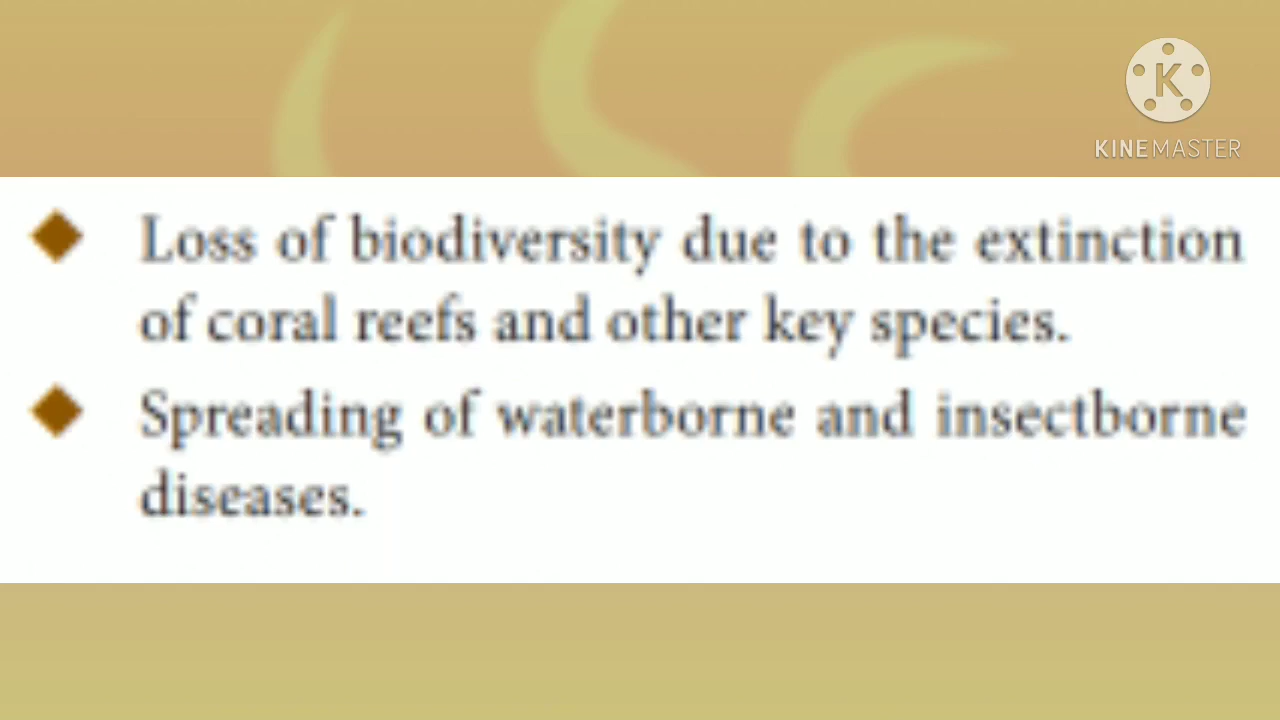 K
KINEMASTER
Loss of biodiversity due to the extinction
of coral reefs and other key species.
Spreading of waterborne and insectborne
diseases.